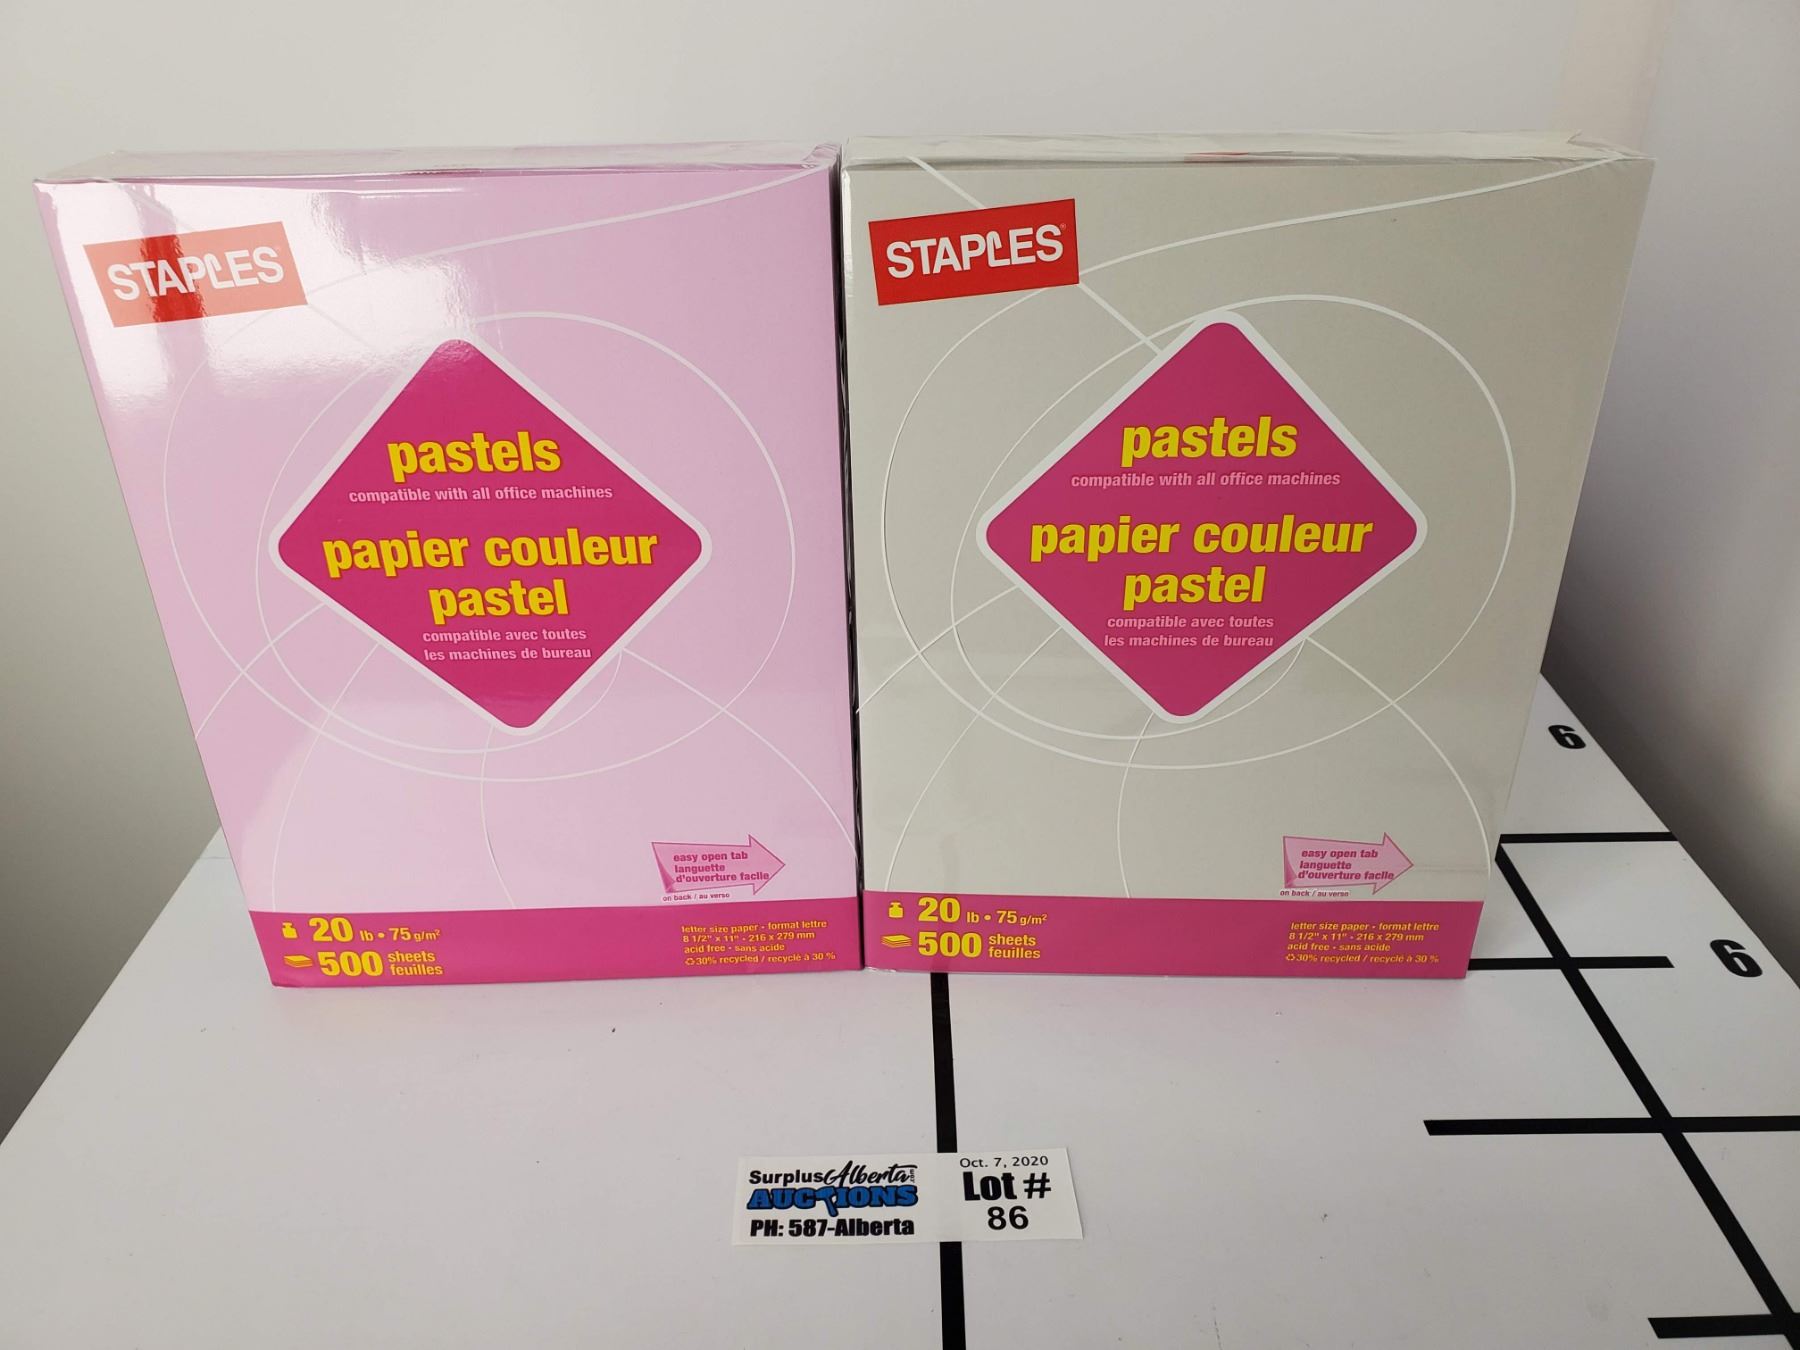 STAPLES®
pastels
compatible with all office machines
papier couleur
pastel
compatible avec toutes
les machines de bureau
easy open tab
languette
d'ouverture facile
on back / au verso
20 lb • 75 g/m²
500 sheets
feuilles
letter size paper • format lettre
8 1/2" x 11" • 216 x 279 mm
acid free • sans acide
30% recycled / recyclé à 30 %
STAPLES®
pastels
compatible with all office machines
papier couleur
pastel
compatible avec toutes
les machines de bureau
easy open tab
languette
d'ouverture facile
on back / au verso
20 lb • 75 g/m²
500 sheets
feuilles
letter size paper • format lettre
8 1/2" x 11" • 216 x 279 mm
acid free • sans acide
30% recycled / recyclé à 30 %
6
9
SurplusAlberta.com
AUCTIONS
PH: 587-Alberta
Oct. 7, 2020
Lot #
86